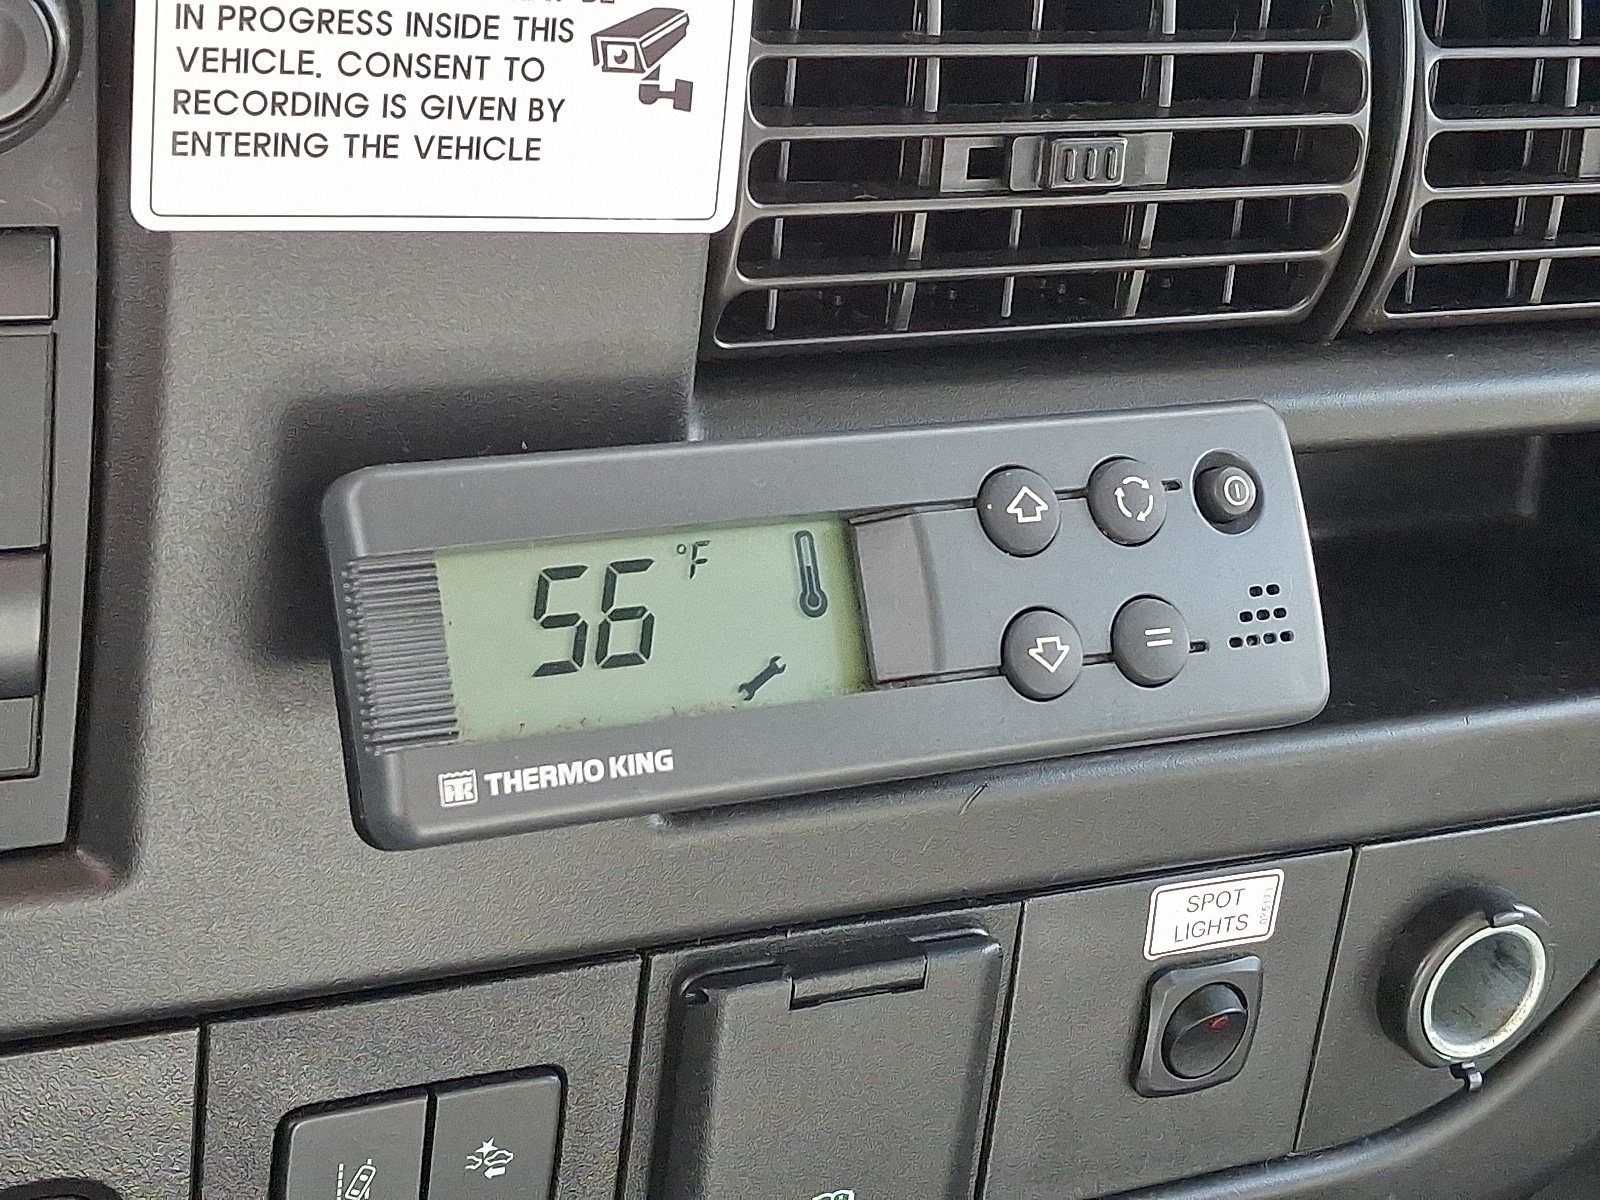 IN PROGRESS INSIDE THIS
VEHICLE. CONSENT TO
RECORDING IS GIVEN BY
ENTERING THE VEHICLE
56 °F
THERMO KING
SPOT
LIGHTS